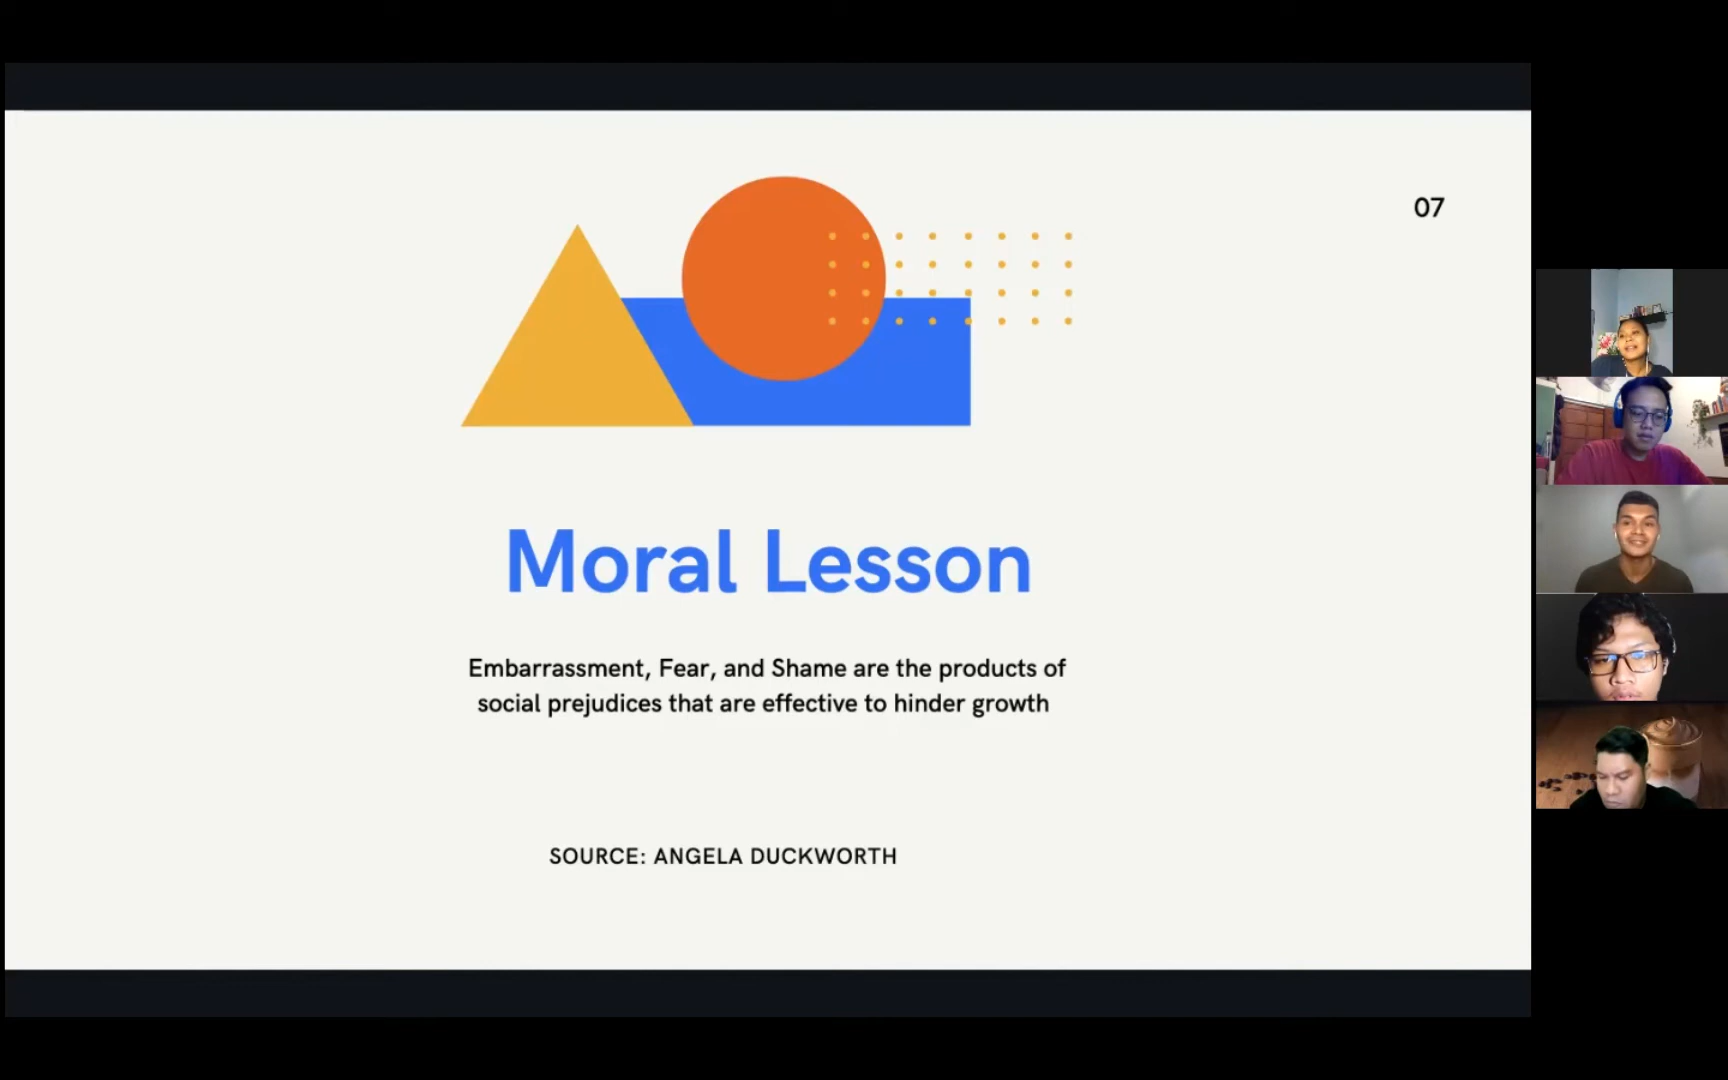 07
Moral Lesson
Embarrassment, Fear, and Shame are the products of
social prejudices that are effective to hinder growth
SOURCE: ANGELA DUCKWORTH